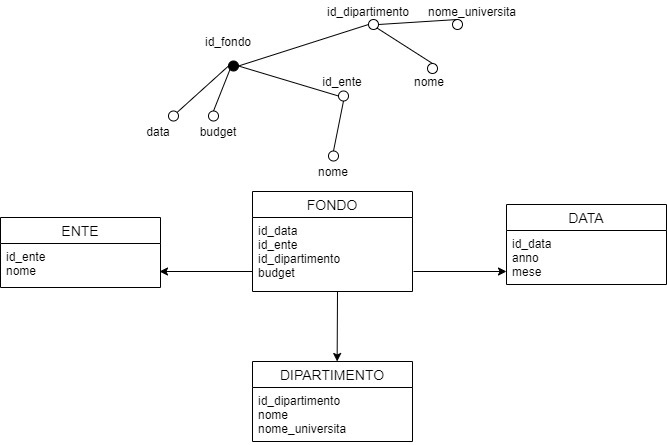 id_dipartimento
nome_universita
id_fondo
id_ente
nome
data
budget
nome
FONDO
id_data
id_ente
id_dipartimento
budget
ENTE
id_ente
nome
DATA
id_data
anno
mese
DIPARTIMENTO
id_dipartimento
nome
nome_universita